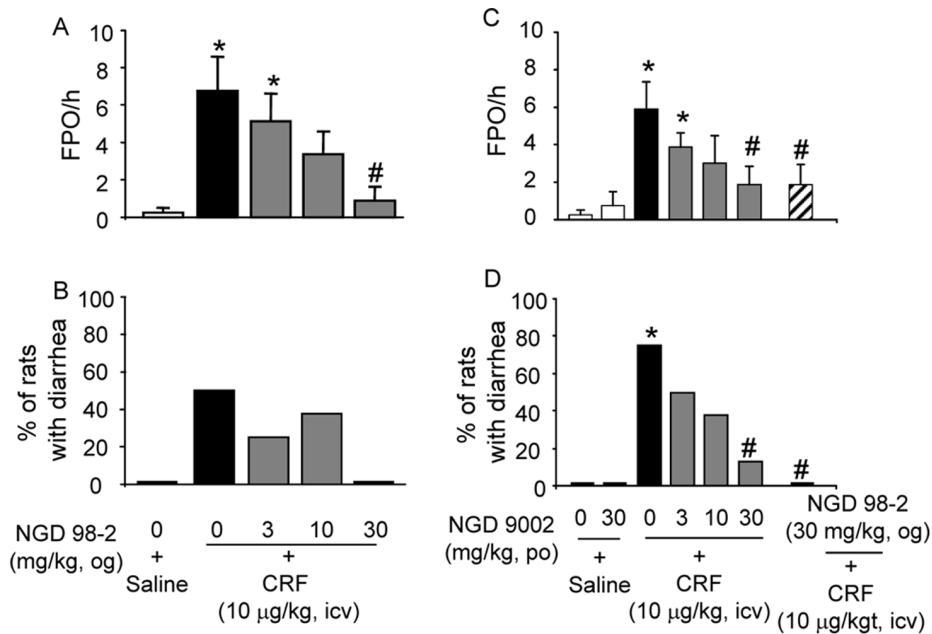 A
FPO/h
10
8
6
4
2
0
*
*
#
B
% of rats
with diarrhea
100
80
60
40
20
0
NGD 98-2
(mg/kg, og)
0
+
Saline
0 3 10 30
+
CRF
(10 μg/kg, icv)
C
FPO/h
10
8
6
4
2
0
*
*
#
#
D
% of rats
with diarrhea
100
80
60
40
20
0
*
#
#
NGD 9002
(mg/kg, po)
0 30
+
Saline
0 3 10 30
+
CRF
(10 μg/kg, icv)
NGD 98-2
(30 mg/kg, og)
+
CRF
(10 μg/kgt, icv)